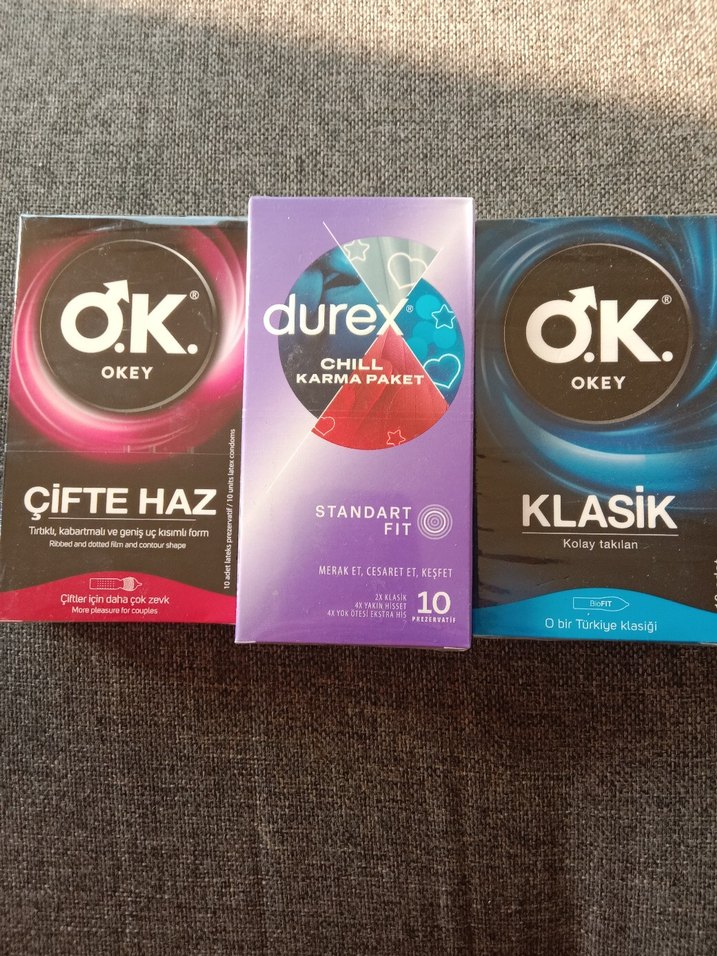 O.K.®
OKEY
ÇİFTE HAZ
Tırtıklı, kabartmalı ve geniş uç kısımlı form
Ribbed and dotted film and contour shape
Çiftler için daha çok zevk
More pleasure for couples
10 adet lateks prezervatif / 10 units latex condoms
durex®
CHILL
KARMA PAKET
STANDART
FIT
MERAK ET, CESARET ET, KEŞFET
2X KLASİK
4X YAKIN HİSSET
4X YOK ÖTESİ EKSTRA HİS
10
PREZERVATİF
O.K.®
OKEY
KLASİK
Kolay takılan
BioFIT
O bir Türkiye klasiği